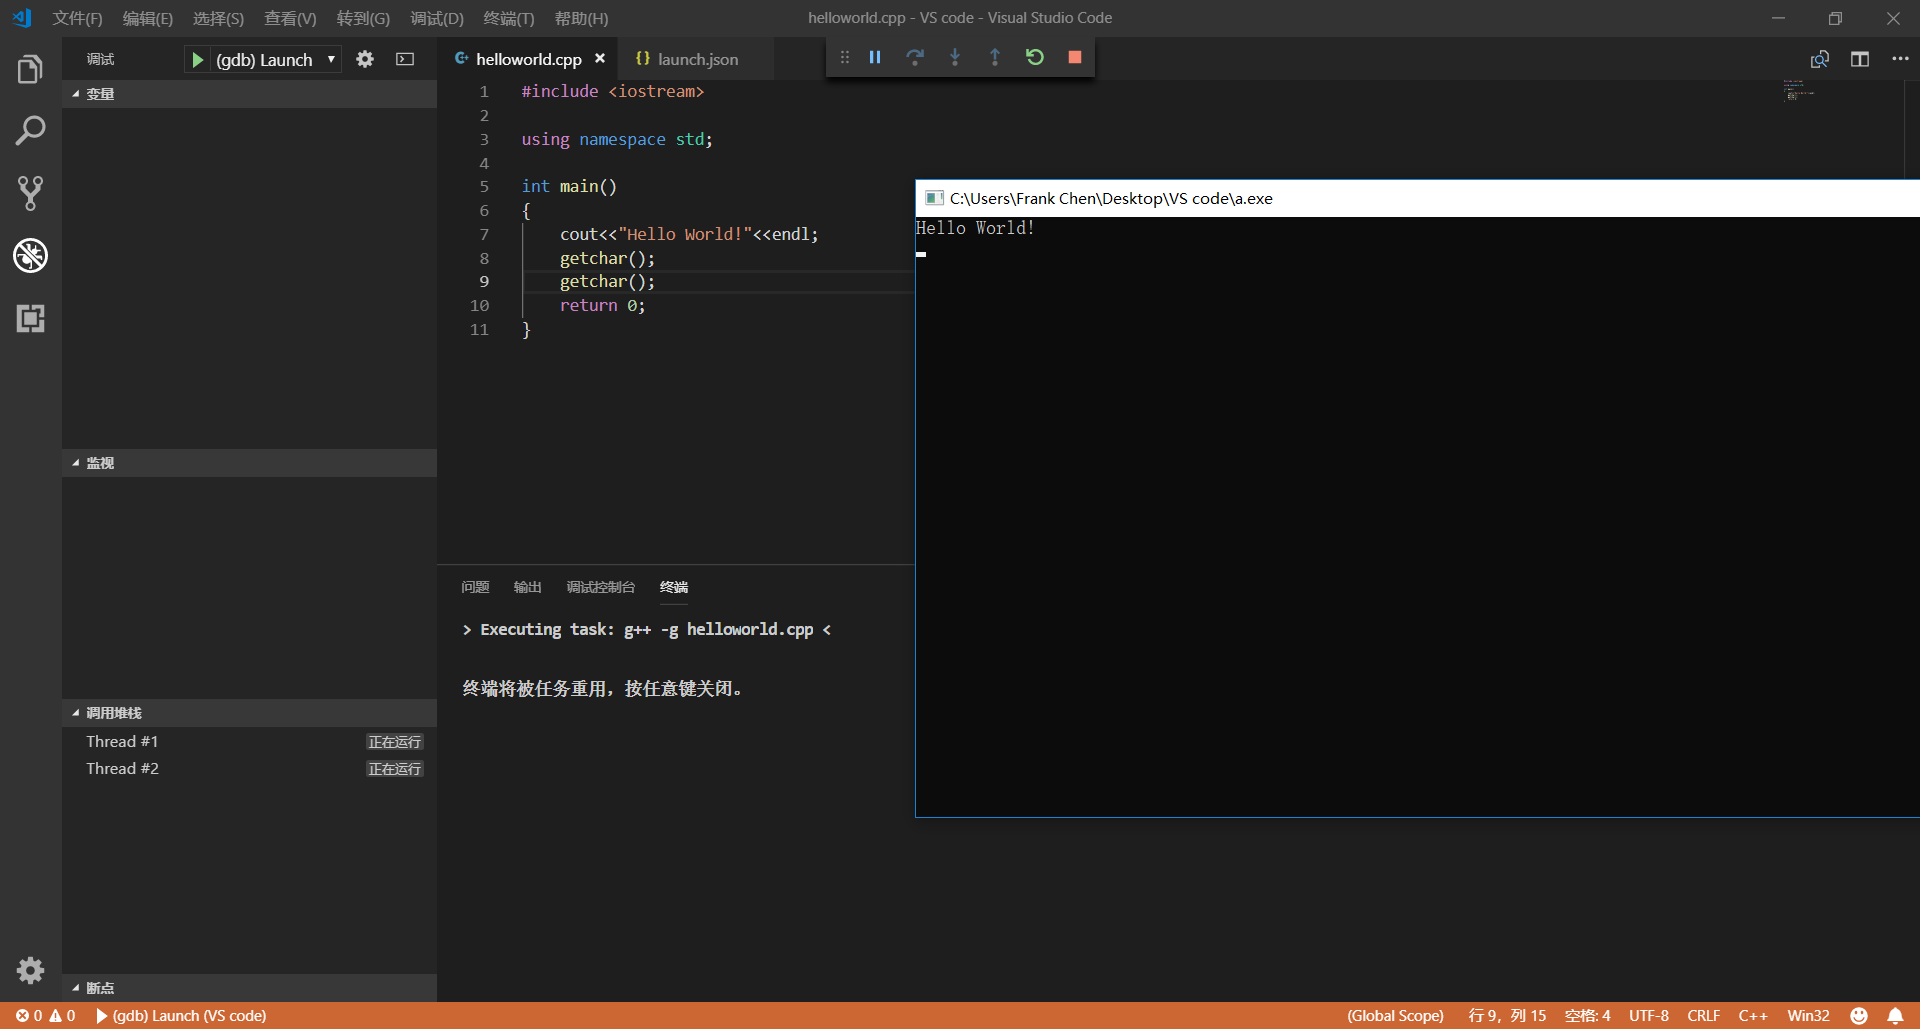 文件(F) 编辑(E) 选择(S) 查看(V) 转到(G) 调试(D) 终端(T) 帮助(H)
helloworld.cpp - VS code - Visual Studio Code
调试 (gdb) Launch
变量
监视
调用堆栈
Thread #1 正在运行
Thread #2 正在运行
断点
helloworld.cpp
launch.json
1 #include <iostream>
2
3 using namespace std;
4
5 int main()
6 {
7 cout<<"Hello World!"<<endl;
8 getchar();
9 getchar();
10 return 0;
11 }
问题 输出 调试控制台 终端
> Executing task: g++ -g helloworld.cpp <
终端将被任务重用，按任意键关闭。
C:\Users\Frank Chen\Desktop\VS code\a.exe
Hello World!
0 0 (gdb) Launch (VS code)
(Global Scope) 行 9，列 15 空格: 4 UTF-8 CRLF C++ Win32